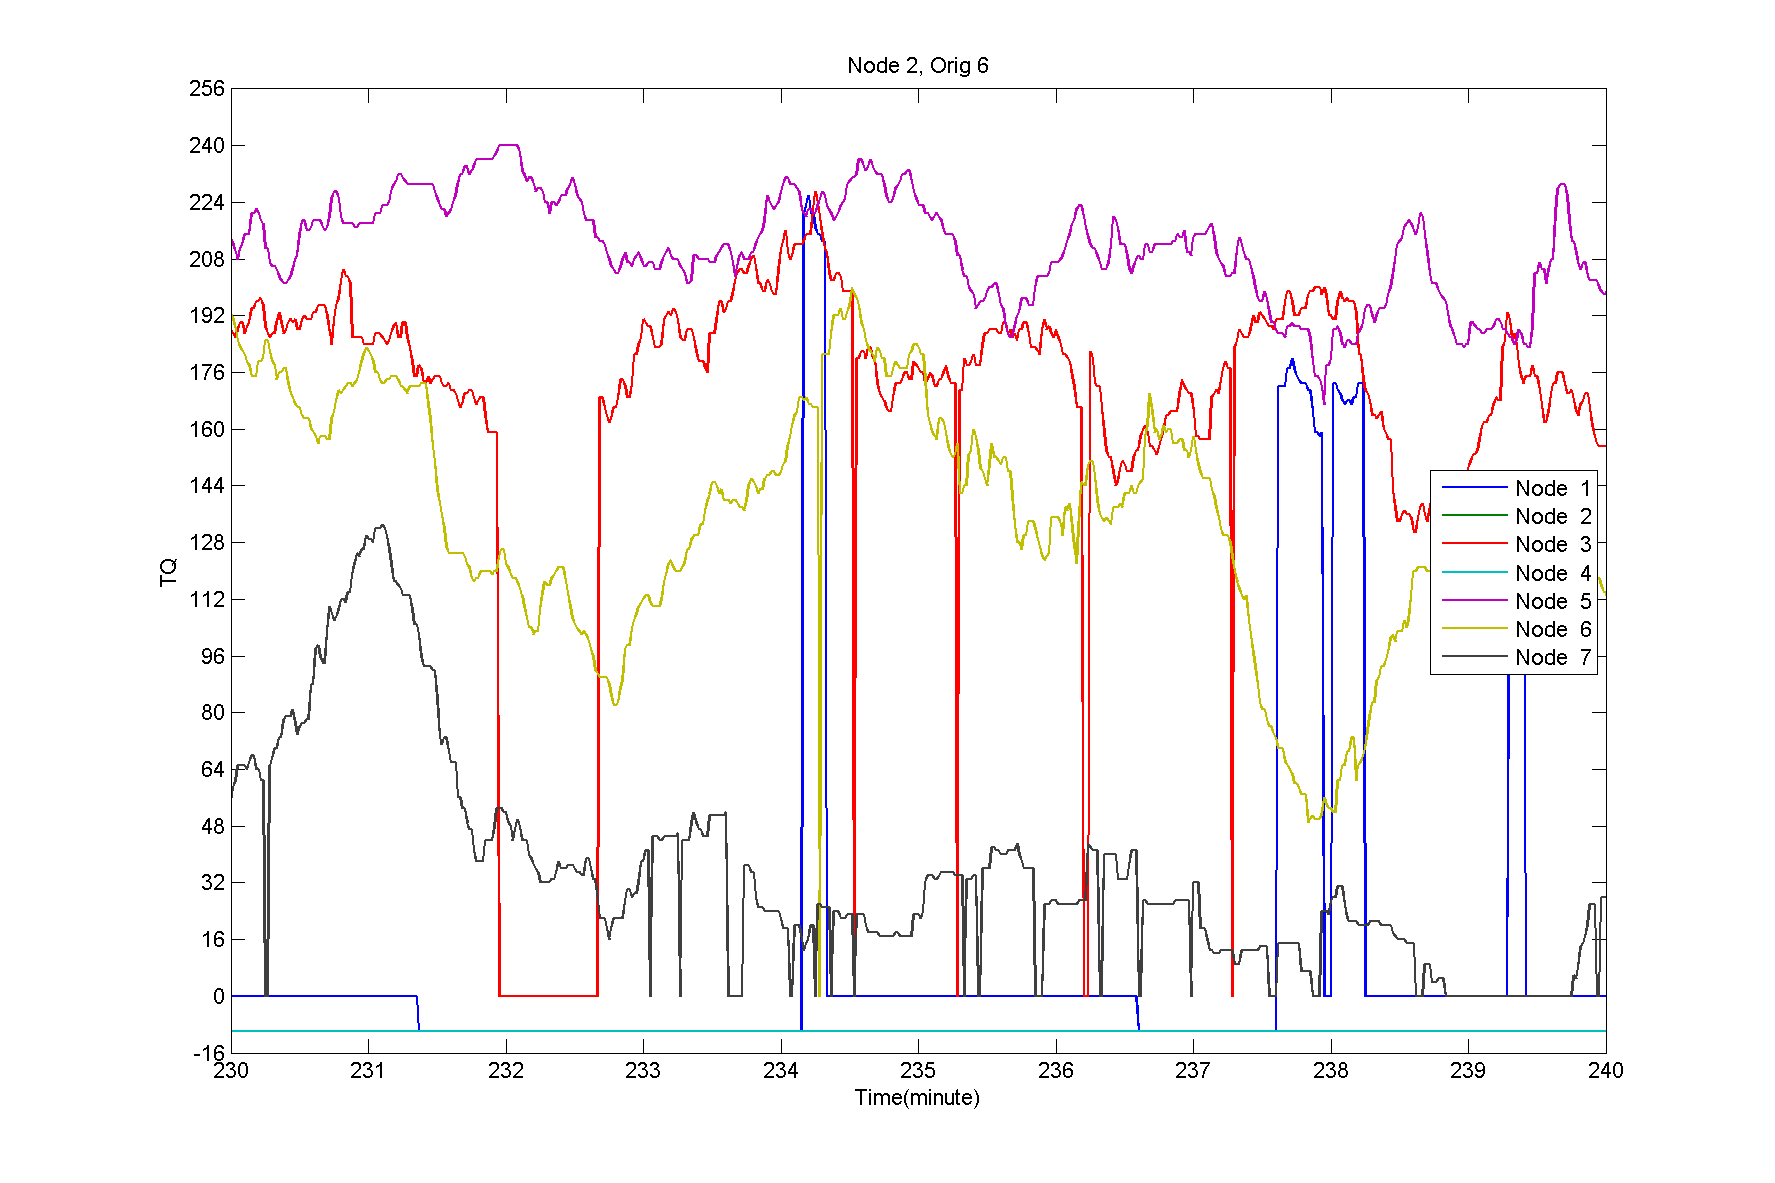 Node 2, Orig 6
256
240
224
208
192
176
160
144
128
112
96
80
64
48
32
16
0
-16
TQ
Node 1
Node 2
Node 3
Node 4
Node 5
Node 6
Node 7
230 231 232 233 234 235 236 237 238 239 240
Time(minute)